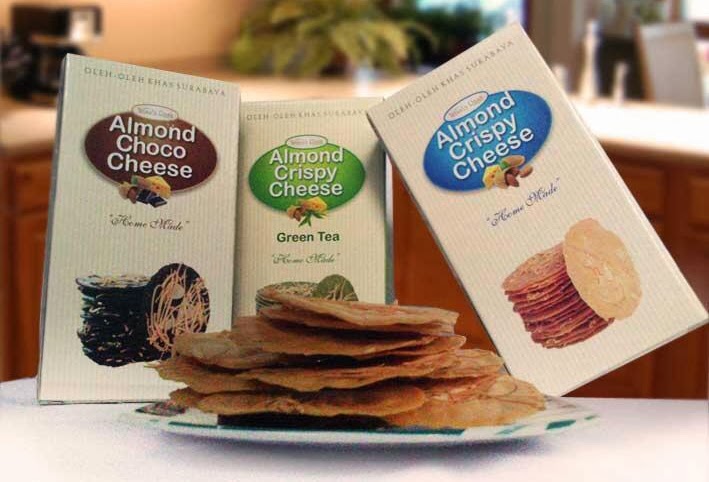 OLEH-OLEH KHAS SURABAYA
Almond
Choco
Cheese
"Home Made"
OLEH-OLEH KHAS SURABAYA
Almond
Crispy
Cheese
Green Tea
"Home Made"
OLEH-OLEH KHAS SURABAYA
Almond
Crispy
Cheese
"Home Made"